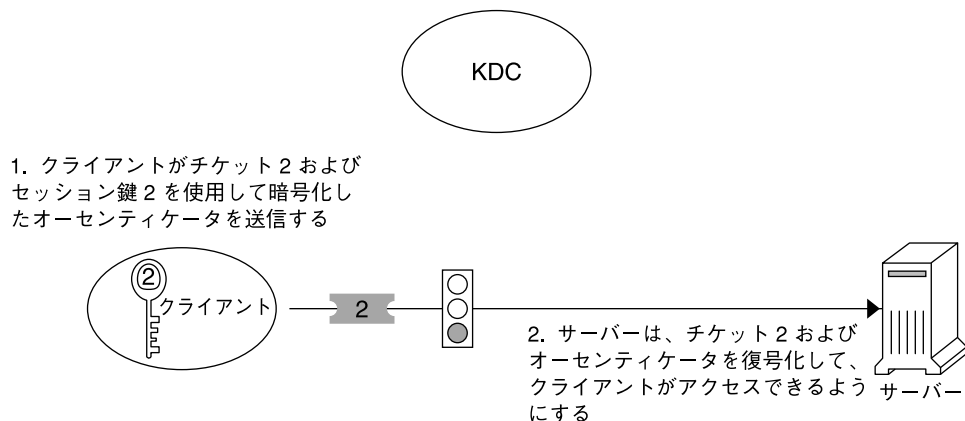 KDC
1. クライアントがチケット 2 および
セッション鍵 2 を使用して暗号化し
たオーセンティケータを送信する
2
クライアント
2
2. サーバーは、チケット 2 および
オーセンティケータを復号化して、
クライアントがアクセスできるよう
にする
サーバー